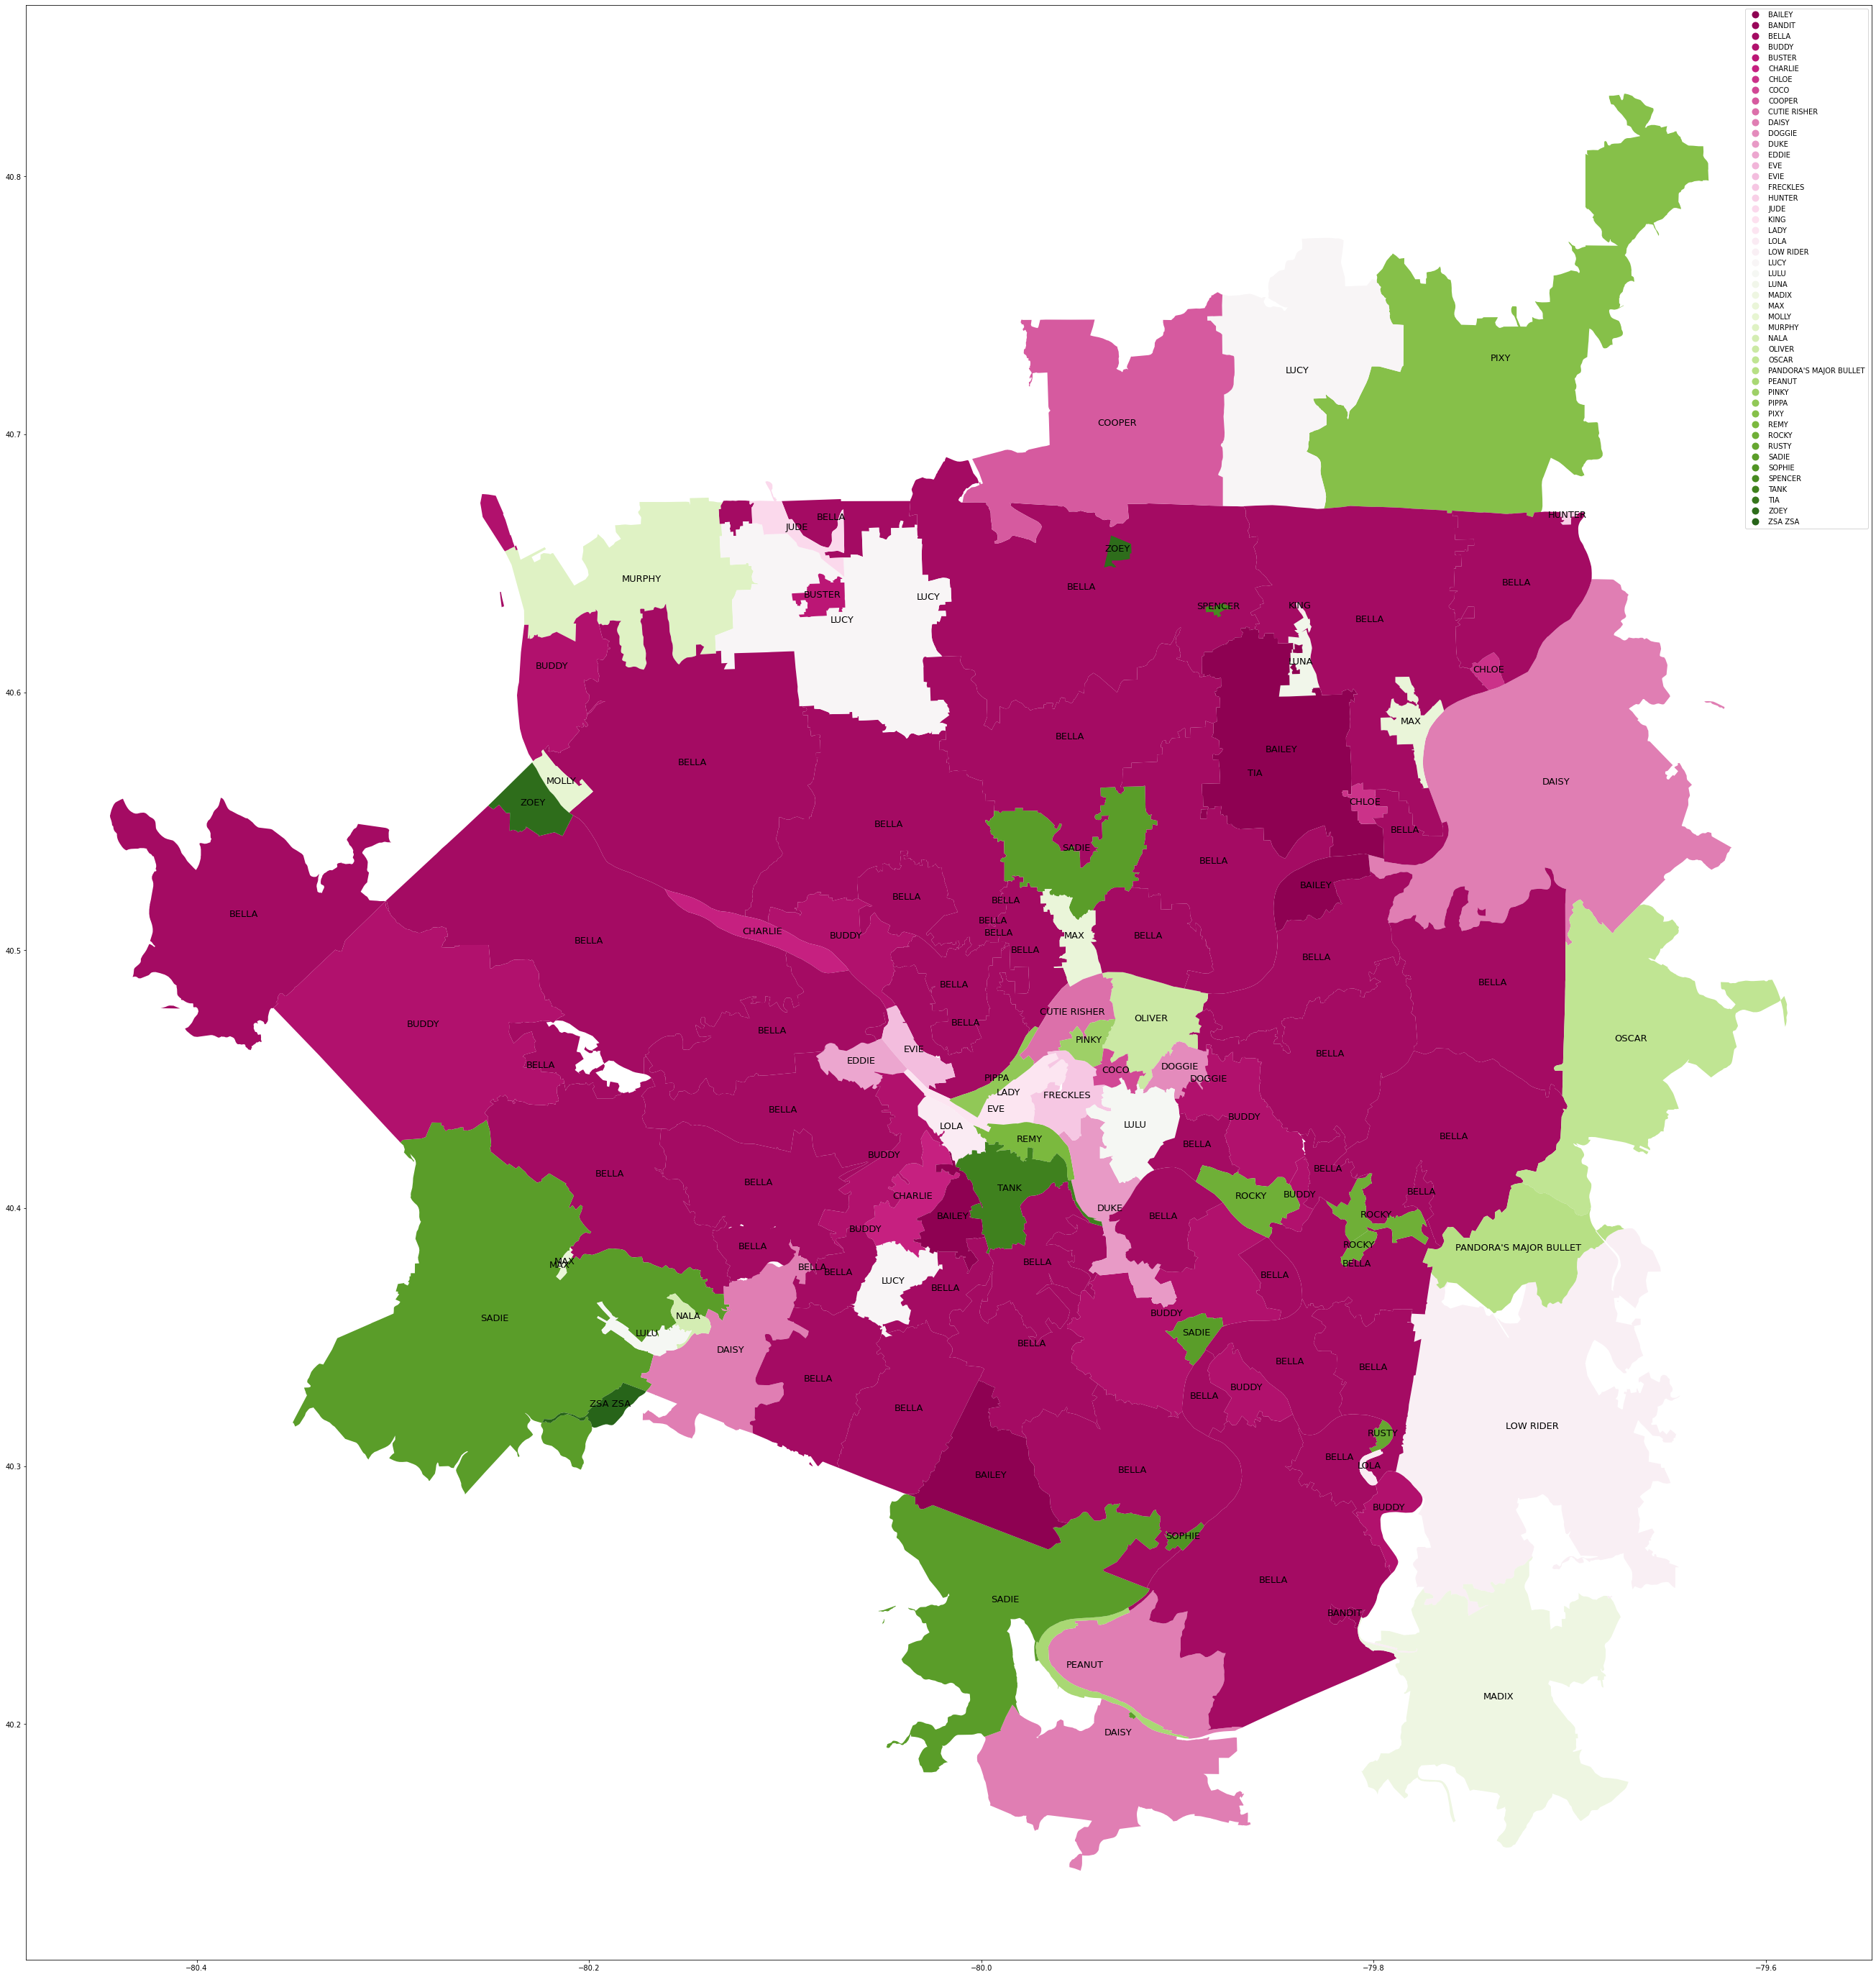 BAILEY
BANDIT
BELLA
BUDDY
BUSTER
CHARLIE
CHLOE
COCO
COOPER
CUTIE RISHER
DAISY
DOGGIE
DUKE
EDDIE
EVE
EVIE
FRECKLES
HUNTER
JUDE
KING
LADY
LOLA
LOW RIDER
LUCY
LULU
LUNA
MADIX
MAX
MOLLY
MURPHY
NALA
OLIVER
OSCAR
PANDORA'S MAJOR BULLET
PEANUT
PINKY
PIPPA
PIXY
REMY
ROCKY
RUSTY
SADIE
SOPHIE
SPENCER
TANK
TIA
ZOEY
ZSA ZSA
40.8
PIXY
LUCY
40.7
COOPER
HUNTER
BELLA
JUDE
ZOEY
MURPHY
BELLA
BELLA
BUSTER
LUCY
SPENCER
KING
LUCY
BELLA
BUDDY
CHLOE
LUNA
40.6
MAX
BELLA
BAILEY
BELLA
TIA
MOLLY
DAISY
ZOEY
CHLOE
BELLA
BELLA
SADIE
BELLA
BAILEY
BELLA
BELLA
BELLA
BELLA
CHARLIE
BELLA
BUDDY
MAX
BELLA
BELLA
BELLA
40.5
BELLA
BELLA
BELLA
CUTIE RISHER
OLIVER
BUDDY
BELLA
BELLA
PINKY
OSCAR
EVIE
BELLA
EDDIE
BELLA
DOGGIE
COCO
PIPPA
DOGGIE
LADY
FRECKLES
BELLA
EVE
BUDDY
LOLA
LULU
REMY
BELLA
BELLA
BUDDY
BELLA
BELLA
BELLA
TANK
CHARLIE
ROCKY
BUDDY
BELLA
40.4
DUKE
BAILEY
BELLA
ROCKY
BUDDY
BELLA
ROCKY
PANDORA'S MAJOR BULLET
MAX
MAX
BELLA
BELLA
BELLA
BELLA
BELLA
LUCY
BELLA
SADIE
NALA
BUDDY
LULU
SADIE
DAISY
BELLA
BELLA
BELLA
BELLA
BUDDY
BELLA
ZSA ZSA
BELLA
LOW RIDER
RUSTY
BELLA
40.3
BAILEY
BELLA
LOLA
BUDDY
SOPHIE
BELLA
SADIE
BANDIT
PEANUT
MADIX
40.2
DAISY
−80.4
−80.2
−80.0
−79.8
−79.6